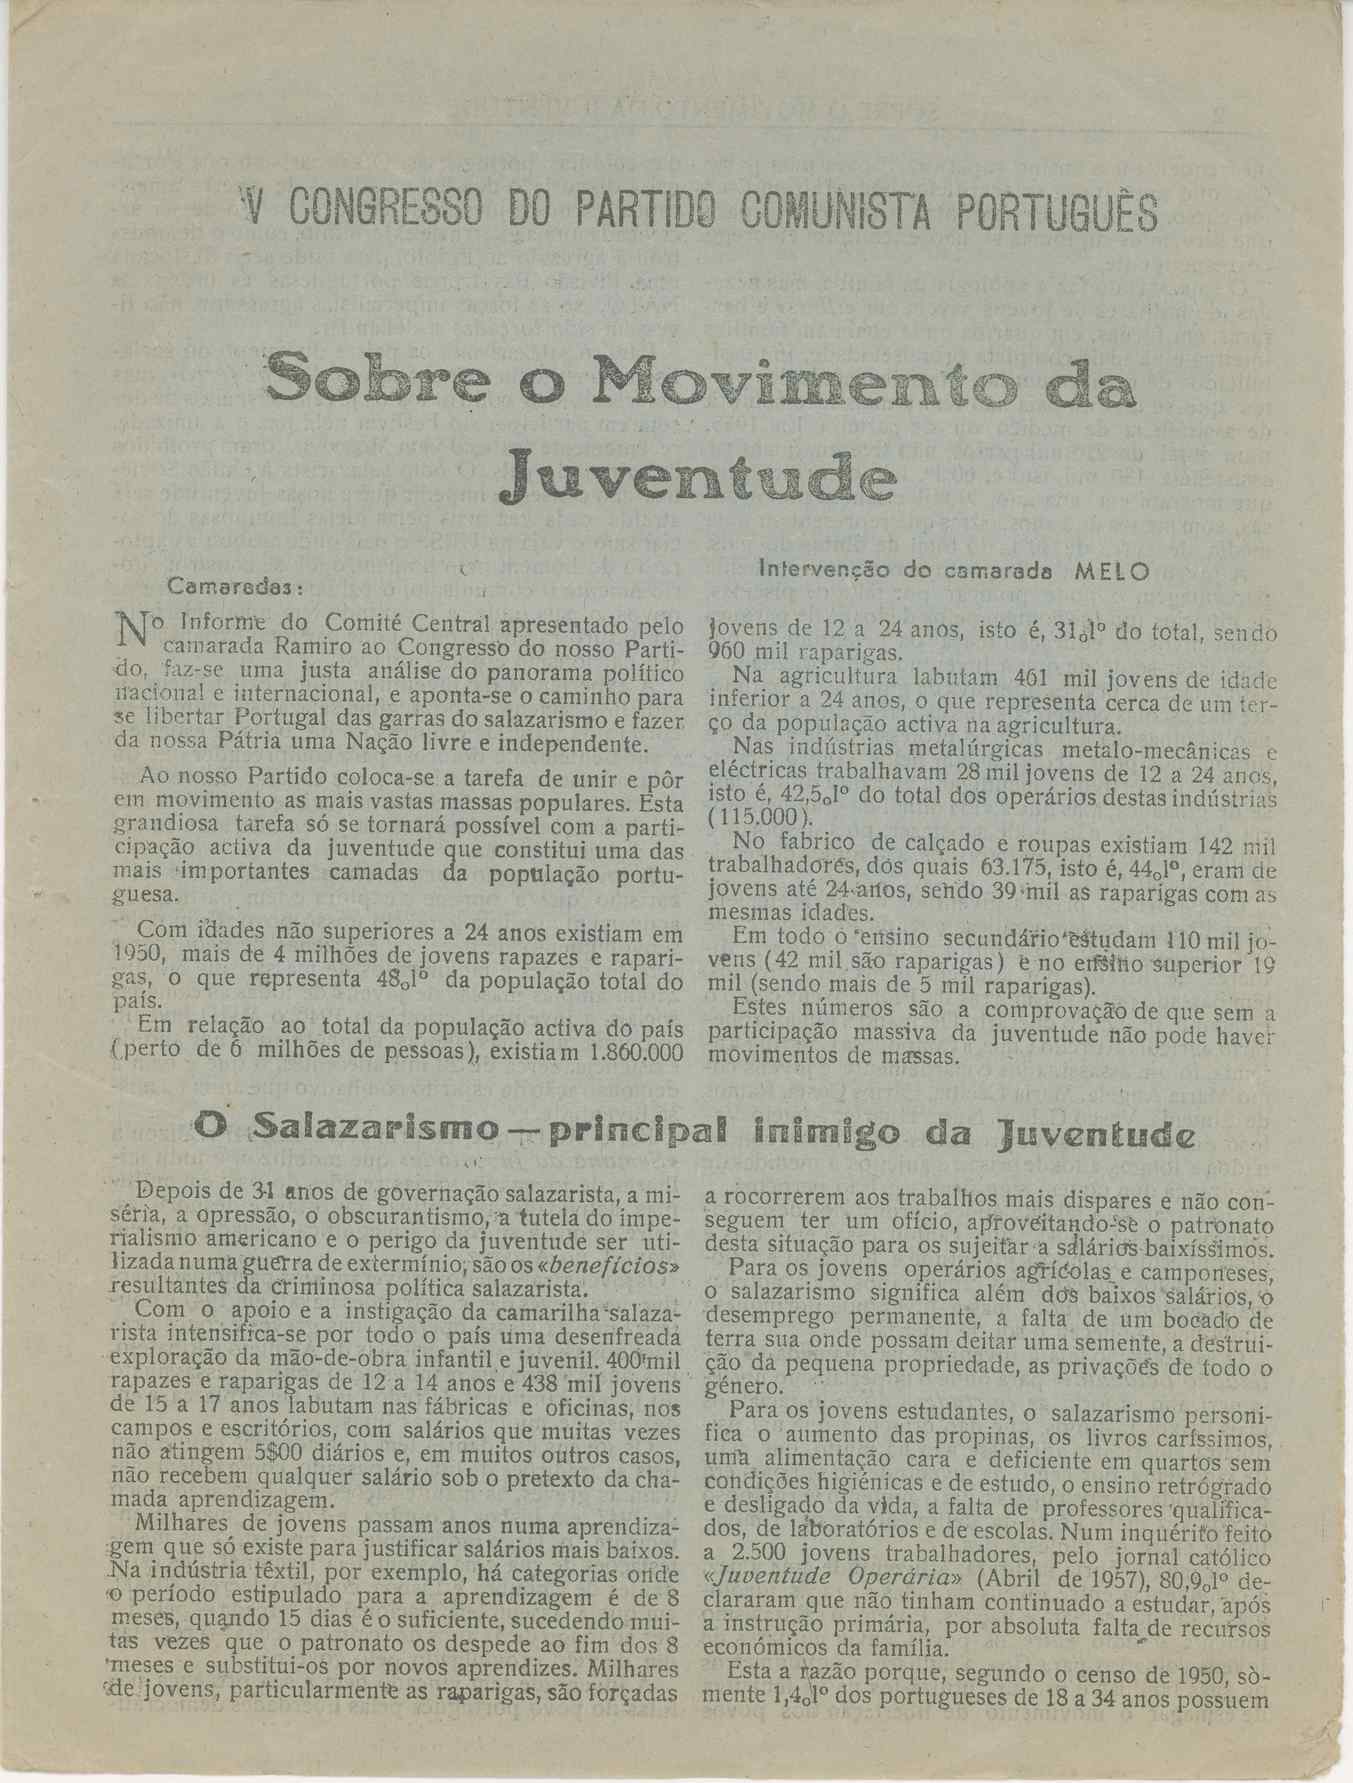 V CONGRESSO DO PARTIDO COMUNISTA PORTUGUÊS
Sobre o Movimento da
Juventude
Intervenção do camarada MELO
Camaradas:
No Informe do Comité Central apresentado pelo
camarada Ramiro ao Congresso do nosso Parti-
do, faz-se uma justa análise do panorama político
nacional e internacional, e aponta-se o caminho para
se libertar Portugal das garras do salazarismo e fazer
da nossa Pátria uma Nação livre e independente.
Ao nosso Partido coloca-se a tarefa de unir e pôr
em movimento as mais vastas massas populares. Esta
grandiosa tarefa só se tornará possível com a parti-
cipação activa da juventude que constitui uma das
mais importantes camadas da população portu-
guesa.
Com idades não superiores a 24 anos existiam em
1950, mais de 4 milhões de jovens rapazes e rapari-
gas, o que representa 48ol° da população total do
país.
Em relação ao total da população activa do país
(perto de 6 milhões de pessoas), existiam 1.860.000
jovens de 12 a 24 anos, isto é, 31ol° do total, sendo
960 mil raparigas.
Na agricultura labutam 461 mil jovens de idade
inferior a 24 anos, o que representa cerca de um ter-
ço da população activa na agricultura.
Nas indústrias metalúrgicas metalo-mecânicas e
eléctricas trabalhavam 28 mil jovens de 12 a 24 anos,
isto é, 42,5ol° do total dos operários destas indústrias
(115.000).
No fabrico de calçado e roupas existiam 142 mil
trabalhadores, dos quais 63.175, isto é, 44ol°, eram de
jovens até 24 anos, sendo 39 mil as raparigas com as
mesmas idades.
Em todo o ensino secundário estudam 110 mil jo-
vens (42 mil são raparigas) e no ensino superior 19
mil (sendo mais de 5 mil raparigas).
Estes números são a comprovação de que sem a
participação massiva da juventude não pode haver
movimentos de massas.
O Salazarismo — principal inimigo da Juventude
Depois de 31 anos de governação salazarista, a mi-
séria, a opressão, o obscurantismo, a tutela do impe-
rialismo americano e o perigo da juventude ser uti-
lizada numa guerra de extermínio, são os «benefícios»
resultantes da criminosa política salazarista.
Com o apoio e a instigação da camarilha salaza-
rista intensifica-se por todo o país uma desenfreada
exploração da mão-de-obra infantil e juvenil. 400 mil
rapazes e raparigas de 12 a 14 anos e 438 mil jovens
de 15 a 17 anos labutam nas fábricas e oficinas, nos
campos e escritórios, com salários que muitas vezes
não atingem 5$00 diários e, em muitos outros casos,
não recebem qualquer salário sob o pretexto da cha-
mada aprendizagem.
Milhares de jovens passam anos numa aprendiza-
gem que só existe para justificar salários mais baixos.
Na indústria têxtil, por exemplo, há categorias onde
o período estipulado para a aprendizagem é de 8
meses, quando 15 dias é o suficiente, sucedendo mui-
tas vezes que o patronato os despede ao fim dos 8
meses e substitui-os por novos aprendizes. Milhares
de jovens, particularmente as raparigas, são forçadas
a rocorrerem aos trabalhos mais dispares e não con-
seguem ter um ofício, aproveitando-se o patronato
desta situação para os sujeitar a salários baixíssimos.
Para os jovens operários agrícolas e camponeses,
o salazarismo significa além dos baixos salários, o
desemprego permanente, a falta de um bocado de
terra sua onde possam deitar uma semente, a destrui-
ção da pequena propriedade, as privações de todo o
género.
Para os jovens estudantes, o salazarismo personi-
fica o aumento das propinas, os livros caríssimos,
uma alimentação cara e deficiente em quartos sem
condições higiénicas e de estudo, o ensino retrógrado
e desligado da vida, a falta de professores qualifica-
dos, de laboratórios e de escolas. Num inquérito feito
a 2.500 jovens trabalhadores, pelo jornal católico
«Juventude Operária» (Abril de 1957), 80,9ol° de-
clararam que não tinham continuado a estudar, após
a instrução primária, por absoluta falta de recursos
económicos da família.
Esta a razão porque, segundo o censo de 1950, sò-
mente 1,4ol° dos portugueses de 18 a 34 anos possuem